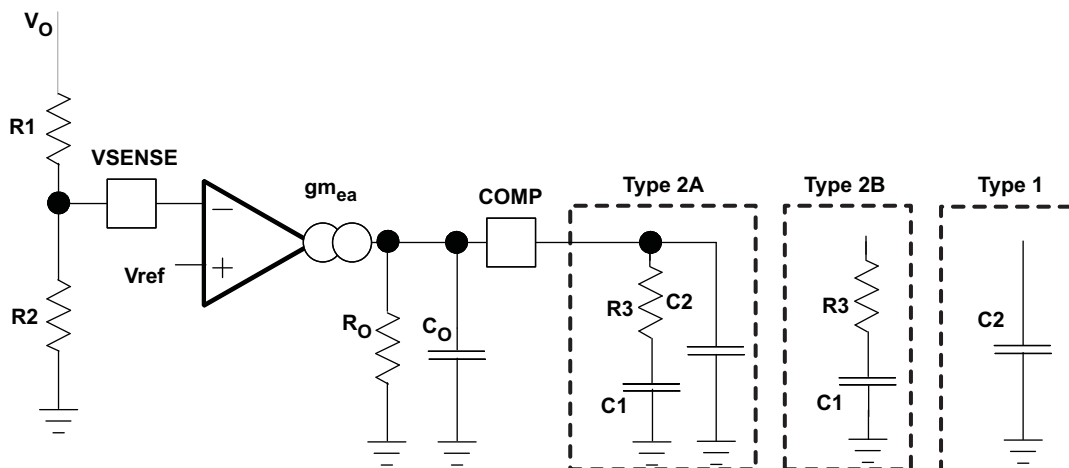 VO
R1
VSENSE
gmea
COMP
Type 2A
Type 2B
Type 1
Vref
R2
RO
CO
R3
C2
C1
R3
C1
C2